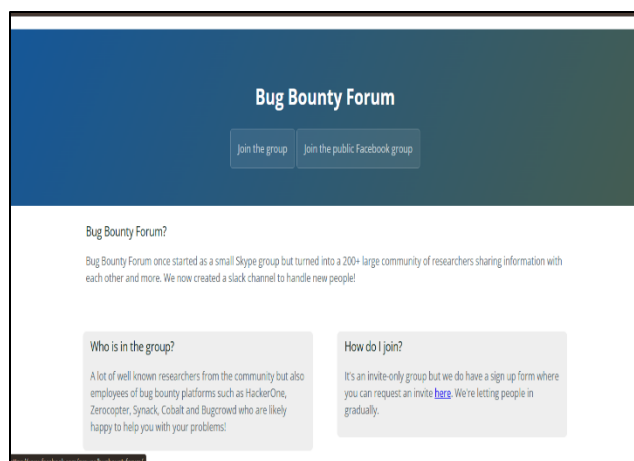 Bug Bounty Forum
Join the group
Join the public Facebook group
Bug Bounty Forum?
Bug Bounty Forum once started as a small Skype group but turned into a 200+ large community of researchers sharing information with
each other and more. We now created a slack channel to handle new people!
Who is in the group?
A lot of well known researchers from the community but also
employees of bug bounty platforms such as HackerOne,
Zerocopter, Synack, Cobalt and Bugcrowd who are likely
happy to help you with your problems!
How do I join?
It's an invite-only group but we do have a sign up form where
you can request an invite here. We're letting people in
gradually.